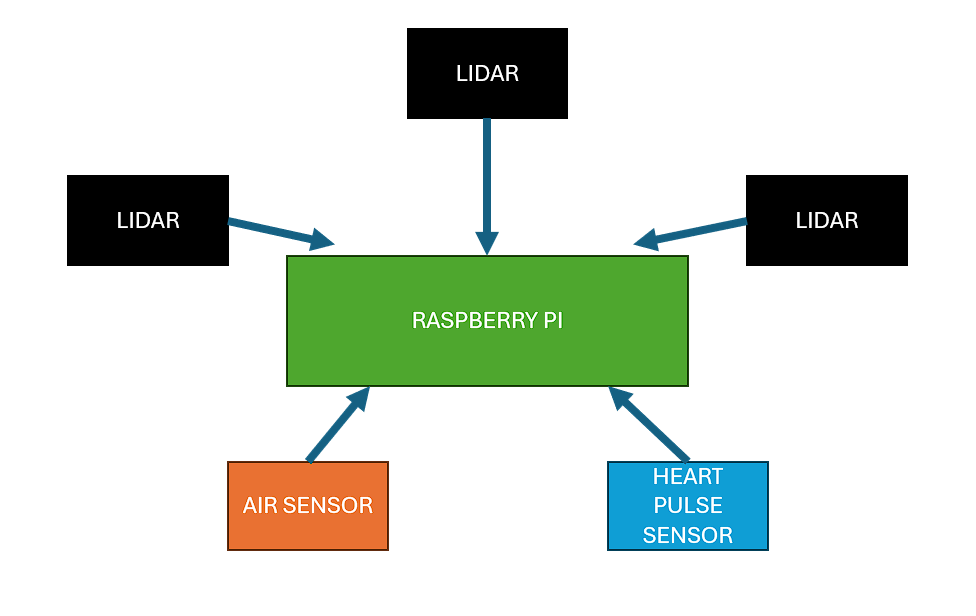 LIDAR
LIDAR
LIDAR
RASPBERRY PI
AIR SENSOR
HEART
PULSE
SENSOR